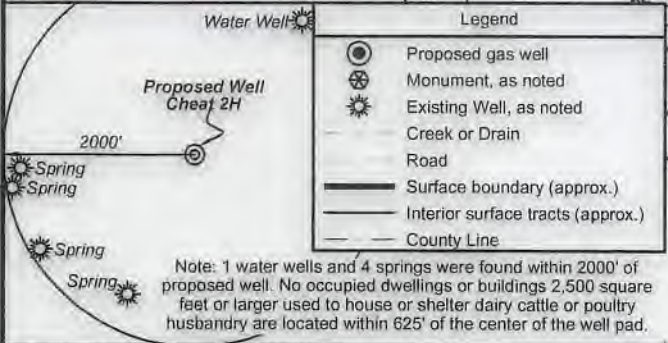 Water Well
Legend
Proposed gas well
Monument, as noted
Existing Well, as noted
Creek or Drain
Road
Surface boundary (approx.)
Interior surface tracts (approx.)
County Line
Proposed Well
Cheat 2H
2000'
Spring
Spring
Spring
Spring
Note: 1 water wells and 4 springs were found within 2000' of
proposed well. No occupied dwellings or buildings 2,500 square
feet or larger used to house or shelter dairy cattle or poultry
husbandry are located within 625' of the center of the well pad.